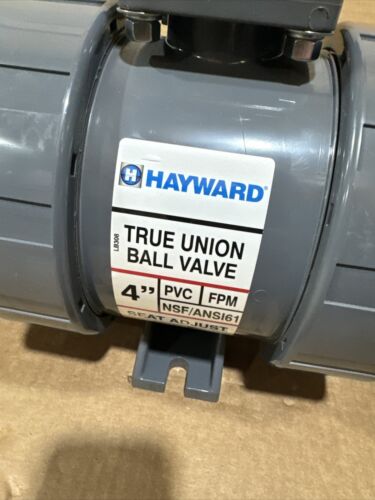 HAYWARD®
TRUE UNION
BALL VALVE
LB308
4" PVC FPM
NSF/ANSI61
SEAT ADJUST